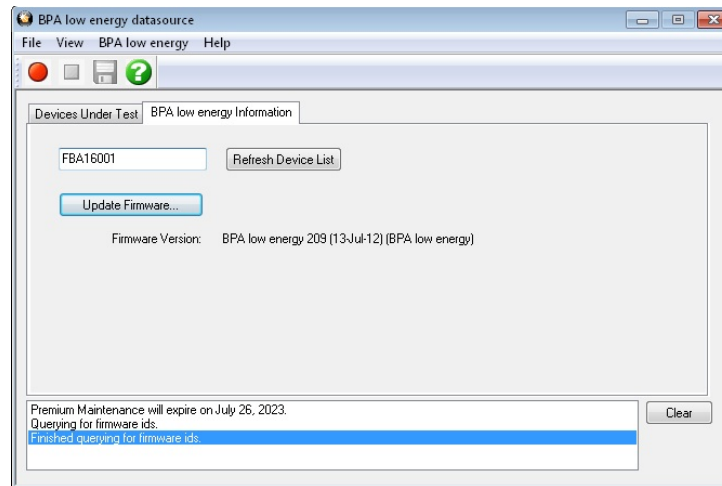 BPA low energy datasource
File View BPA low energy Help
Devices Under Test BPA low energy Information
FBA16001 Refresh Device List
Update Firmware...
Firmware Version: BPA low energy 209 (13-Jul-12) (BPA low energy)
Premium Maintenance will expire on July 26, 2023.
Clear
Querying for firmware ids.
Finished querying for firmware ids.